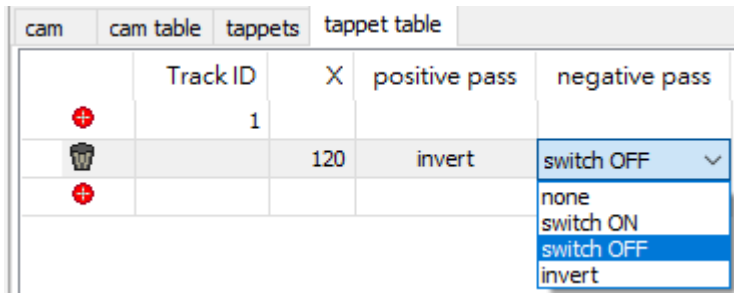 cam cam table tappets tappet table
Track ID X positive pass negative pass
1
120 invert switch OFF
none
switch ON
switch OFF
invert